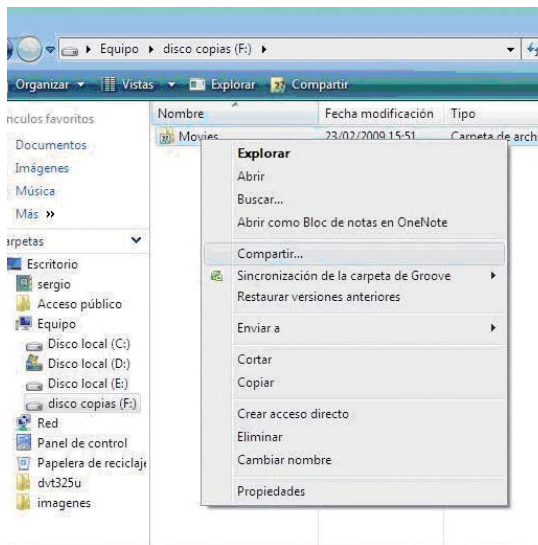 Equipo ▸ disco copias (F:) ▸
Organizar Vistas Explorar Compartir
nculos favoritos
Documentos
Imágenes
Música
Más »
arpetas
Escritorio
sergio
Acceso público
Equipo
Disco local (C:)
Disco local (D:)
Disco local (E:)
disco copias (F:)
Red
Panel de control
Papelera de reciclaje
dvt325u
imagenes
Nombre Fecha modificación Tipo
Movies 23/02/2009 15:51 Carpeta de arch
Explorar
Abrir
Buscar...
Abrir como Bloc de notas en OneNote
Compartir...
Sincronización de la carpeta de Groove
Restaurar versiones anteriores
Enviar a
Cortar
Copiar
Crear acceso directo
Eliminar
Cambiar nombre
Propiedades